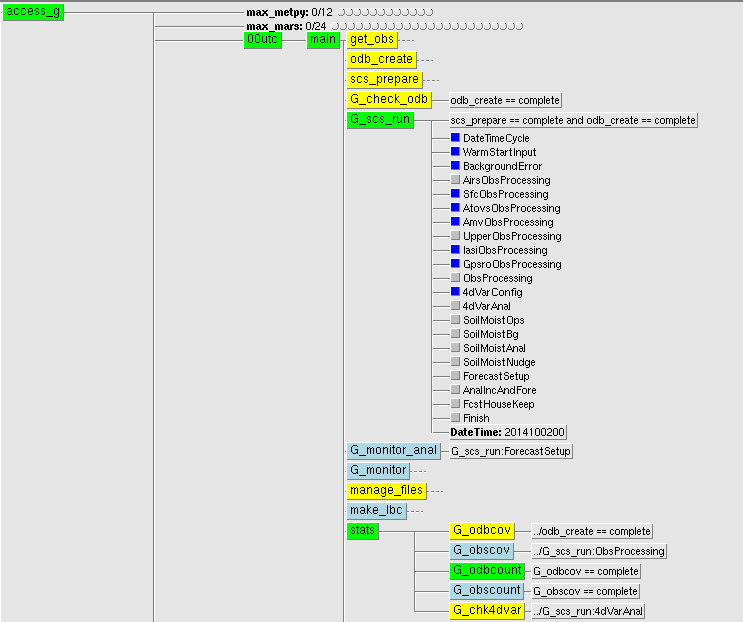 access_g
max_metpy: 0/12
max_mars: 0/24
00utc main get_obs
odb_create
scs_prepare
G_check_odb odb_create == complete
G_scs_run scs_prepare == complete and odb_create == complete
DateTimeCycle
WarmStartInput
BackgroundError
AirsObsProcessing
SfcObsProcessing
AtovsObsProcessing
AmvObsProcessing
UpperObsProcessing
IasiObsProcessing
GpsroObsProcessing
ObsProcessing
4dVarConfig
4dVarAnal
SoilMoistOps
SoilMoistBg
SoilMoistAnal
SoilMoistNudge
ForecastSetup
AnalIncAndFore
FcstHouseKeep
Finish
DateTime: 2014100200
G_monitor_anal G_scs_run:ForecastSetup
G_monitor
manage_files
make_lbc
stats G_odbcov ../odb_create == complete
G_obscov ../G_scs_run:ObsProcessing
G_odbcount G_odbcov == complete
G_obscount G_obscov == complete
G_chk4dvar ../G_scs_run:4dVarAnal